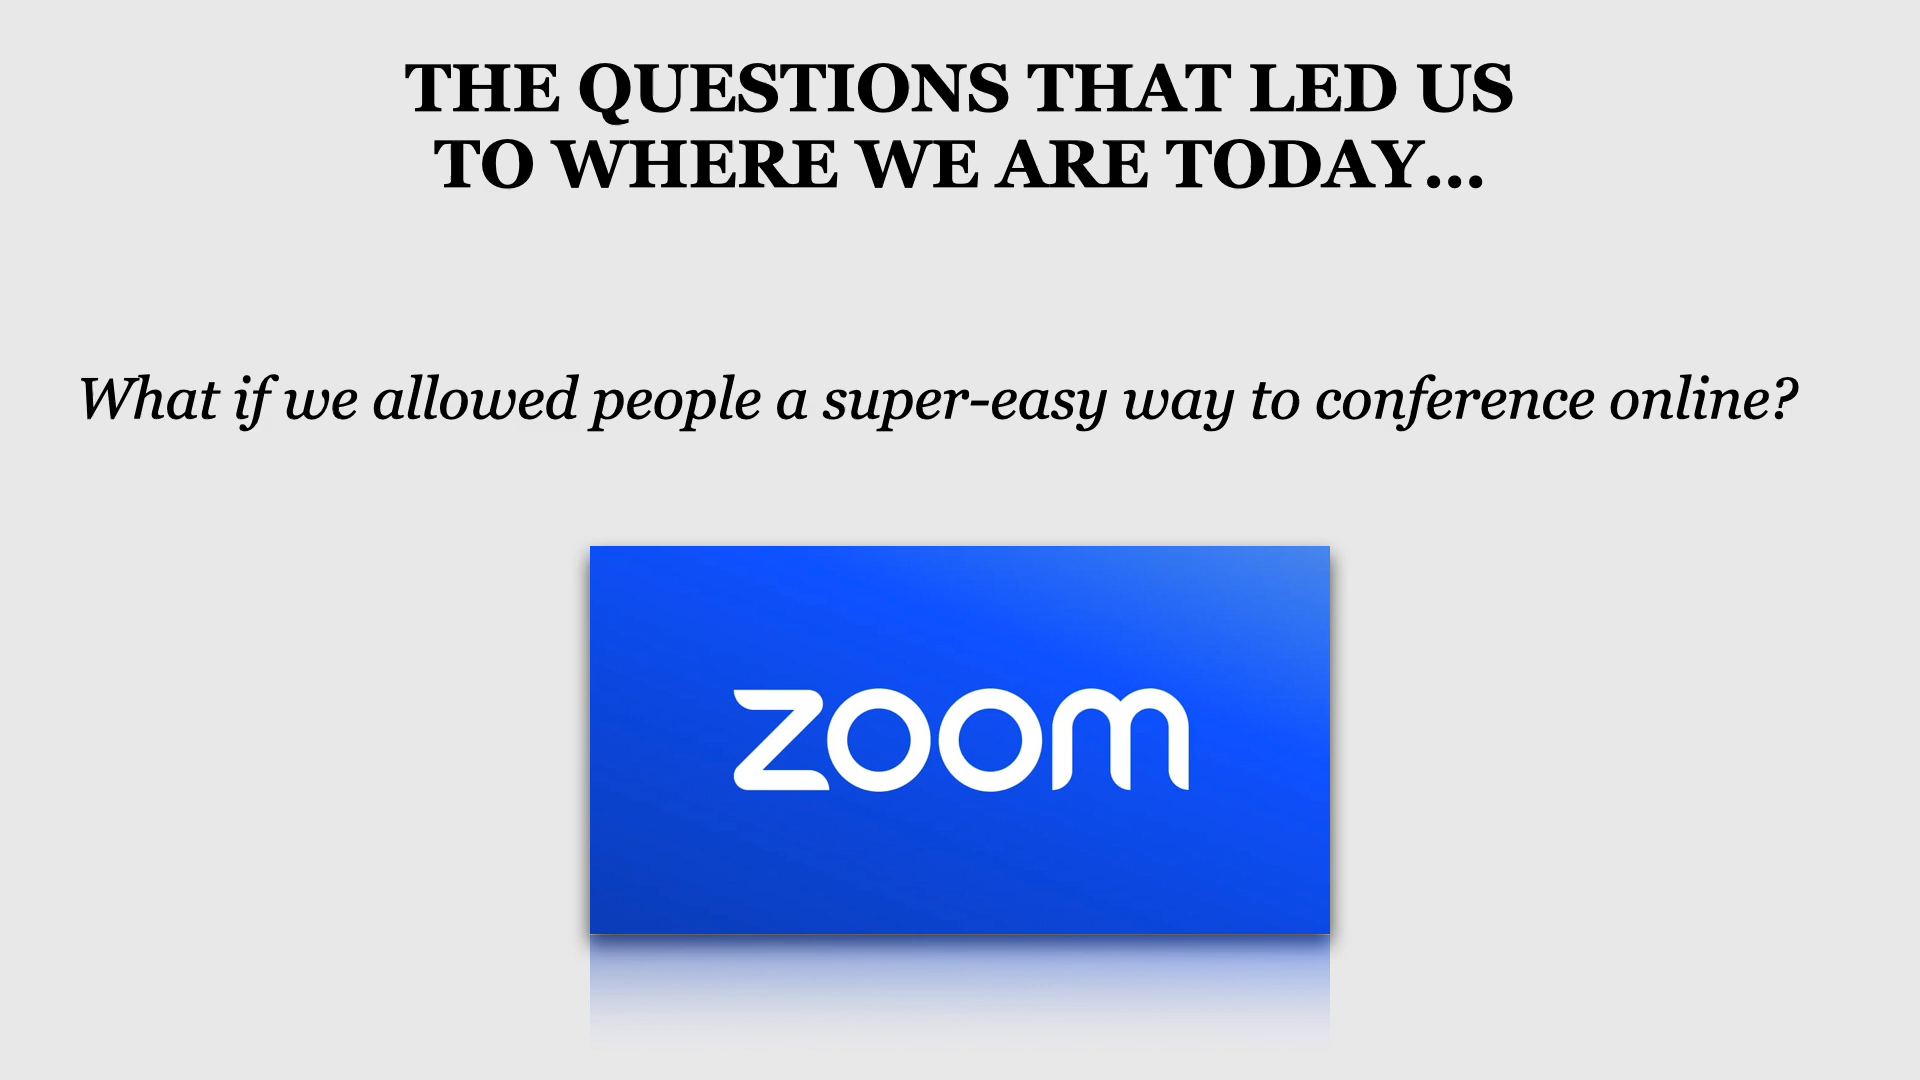 THE QUESTIONS THAT LED US
TO WHERE WE ARE TODAY...
What if we allowed people a super-easy way to conference online?
zoom